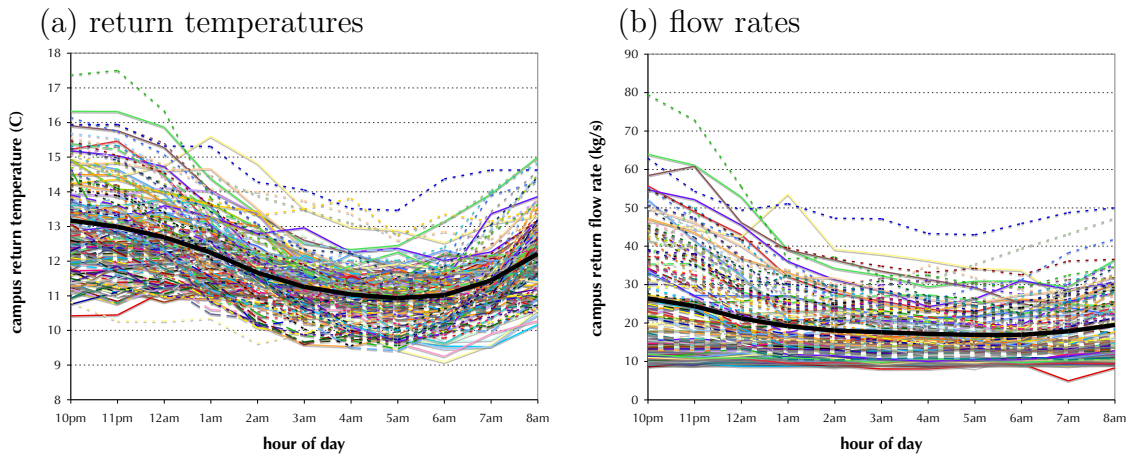 (a) return temperatures
18
17
16
15
14
13
12
11
10
9
8
campus return temperature (C)
10pm 11pm 12am 1am 2am 3am 4am 5am 6am 7am 8am
hour of day
(b) flow rates
90
80
70
60
50
40
30
20
10
0
campus return flow rate (kg/s)
10pm 11pm 12am 1am 2am 3am 4am 5am 6am 7am 8am
hour of day